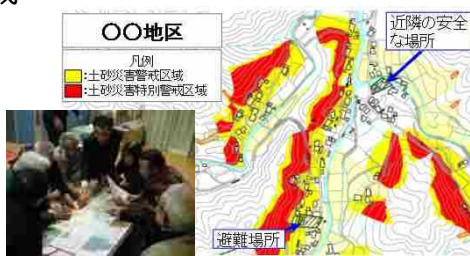 〇〇地区
凡例
:土砂災害警戒区域
:土砂災害特別警戒区域
近隣の安全
な場所
避難場所